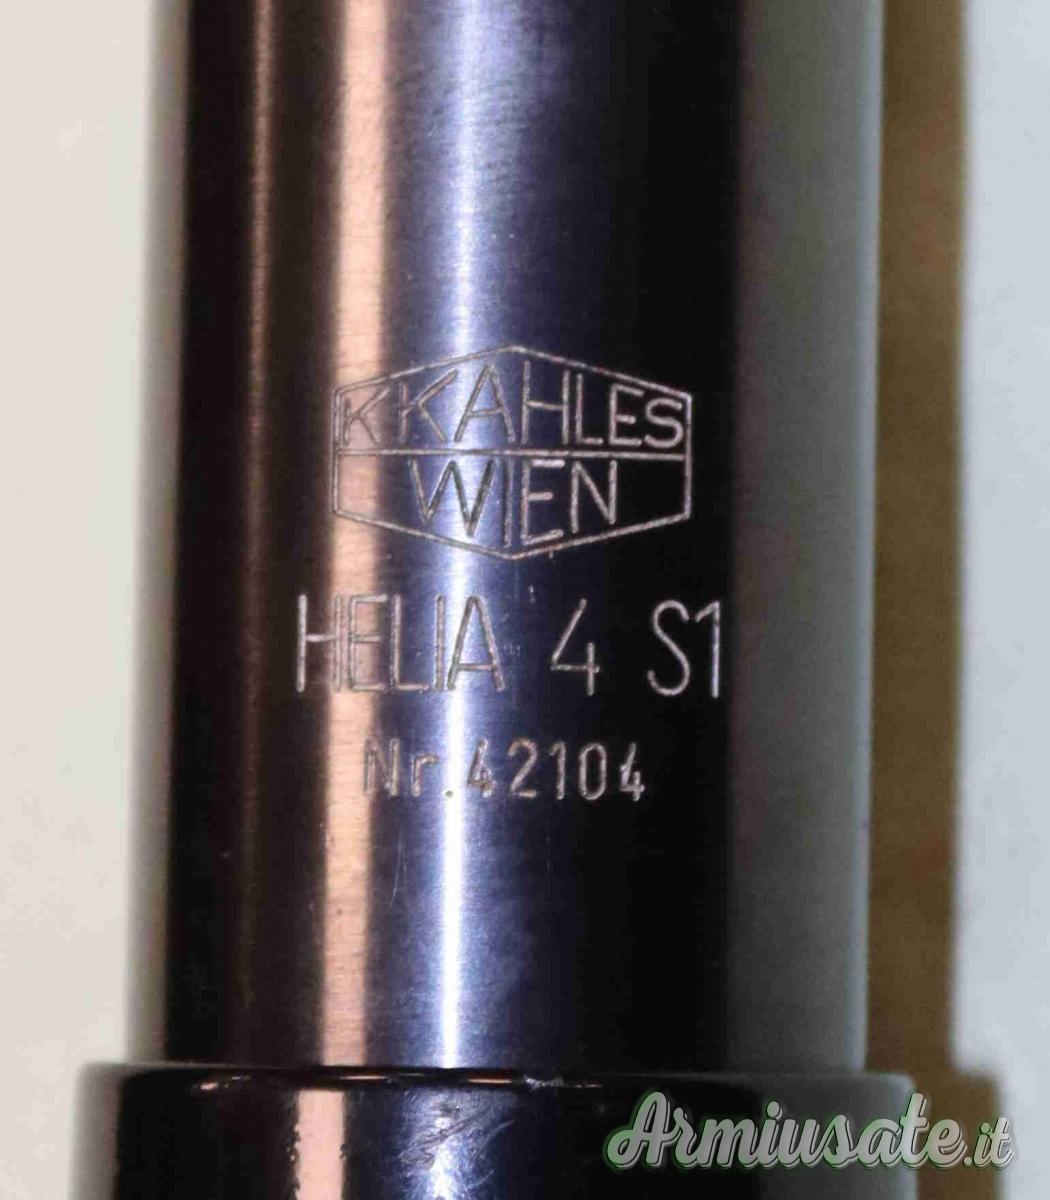 K.KAHLES
WIEN
HELIA 4 S1
Nr.42104
Armiusate.it